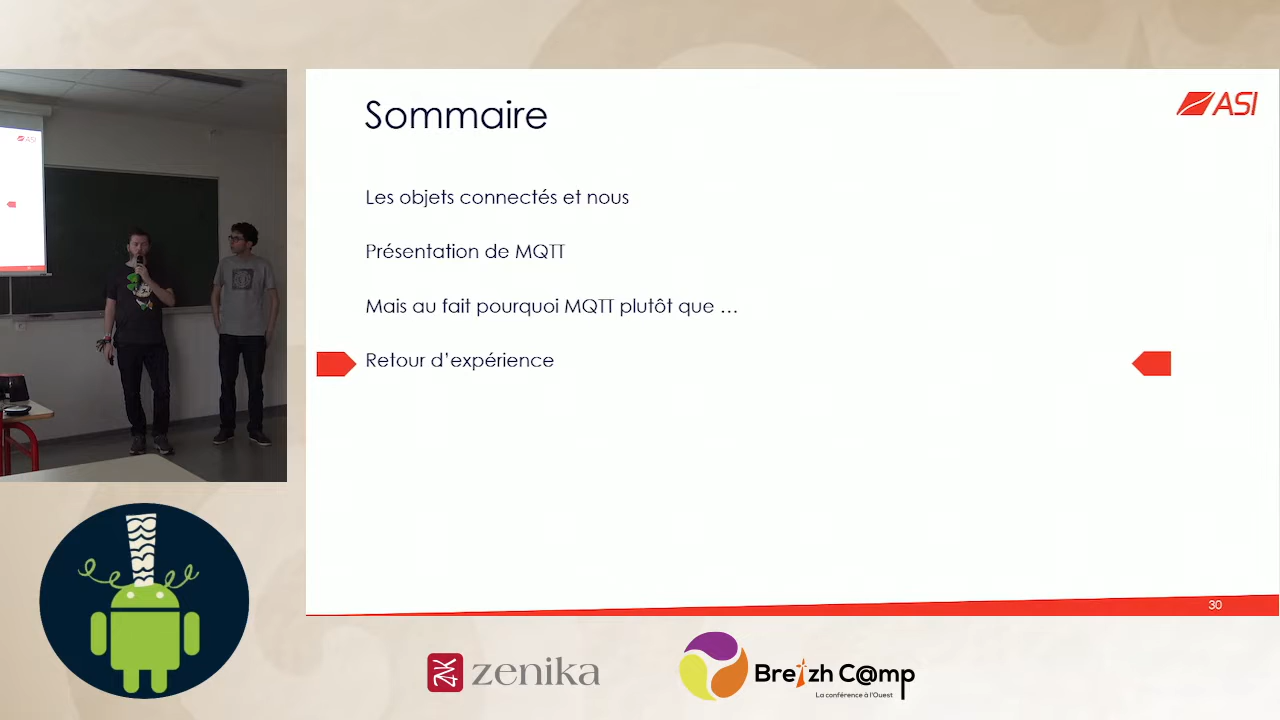 Sommaire
ASI
Les objets connectés et nous
Présentation de MQTT
Mais au fait pourquoi MQTT plutôt que ...
Retour d'expérience
30
ASI
zenika
Breizh C@mp
La conférence à l'Ouest